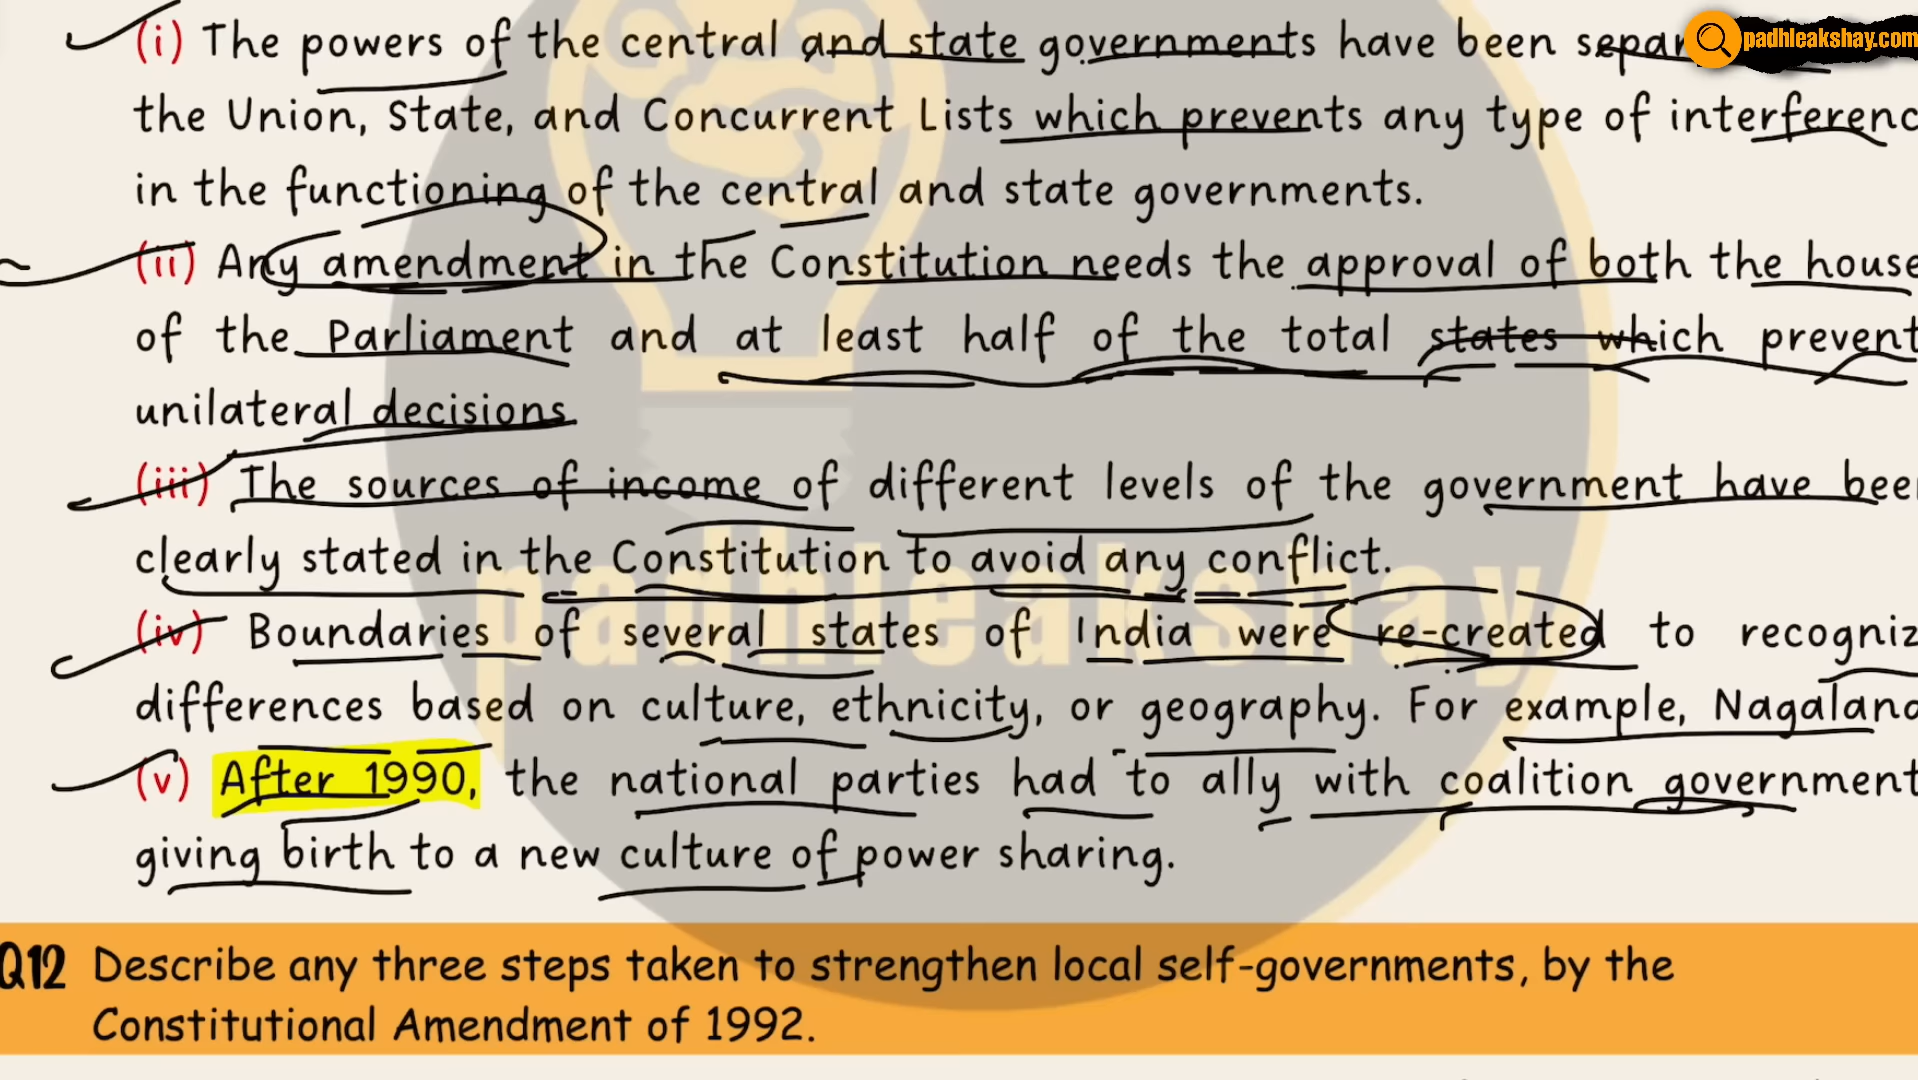 (i) The powers of the central and state governments have been separ
padhleakshay.com
the Union, State, and Concurrent Lists which prevents any type of interferenc
in the functioning of the central and state governments.
(ii) Any amendment in the Constitution needs the approval of both the house
of the Parliament and at least half of the total states which prevent
unilateral decisions
(iii) The sources of income of different levels of the government have bee
clearly stated in the Constitution to avoid any conflict.
padhleakshay
(iv) Boundaries of several states of India were re-created to recogniz
differences based on culture, ethnicity, or geography. For example, Nagaland
(v) After 1990, the national parties had to ally with coalition government
giving birth to a new culture of power sharing.
Q12 Describe any three steps taken to strengthen local self-governments, by the
Constitutional Amendment of 1992.